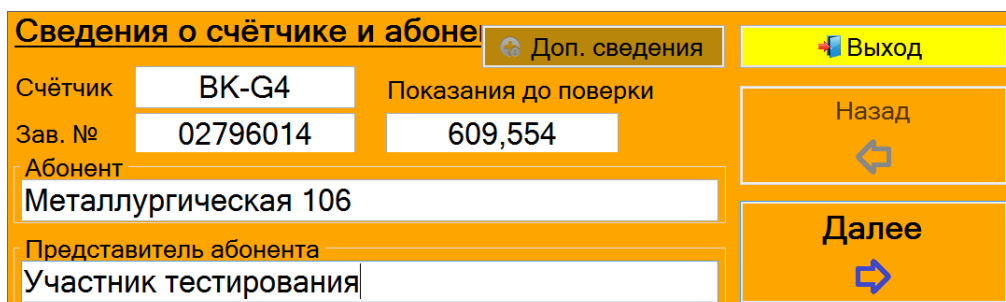 Сведения о счётчике и абоне
Доп. сведения
Выход
Счётчик
BK-G4
Показания до поверки
Назад
Зав. №
02796014
609,554
Абонент
Металлургическая 106
Далее
Представитель абонента
Участник тестирования